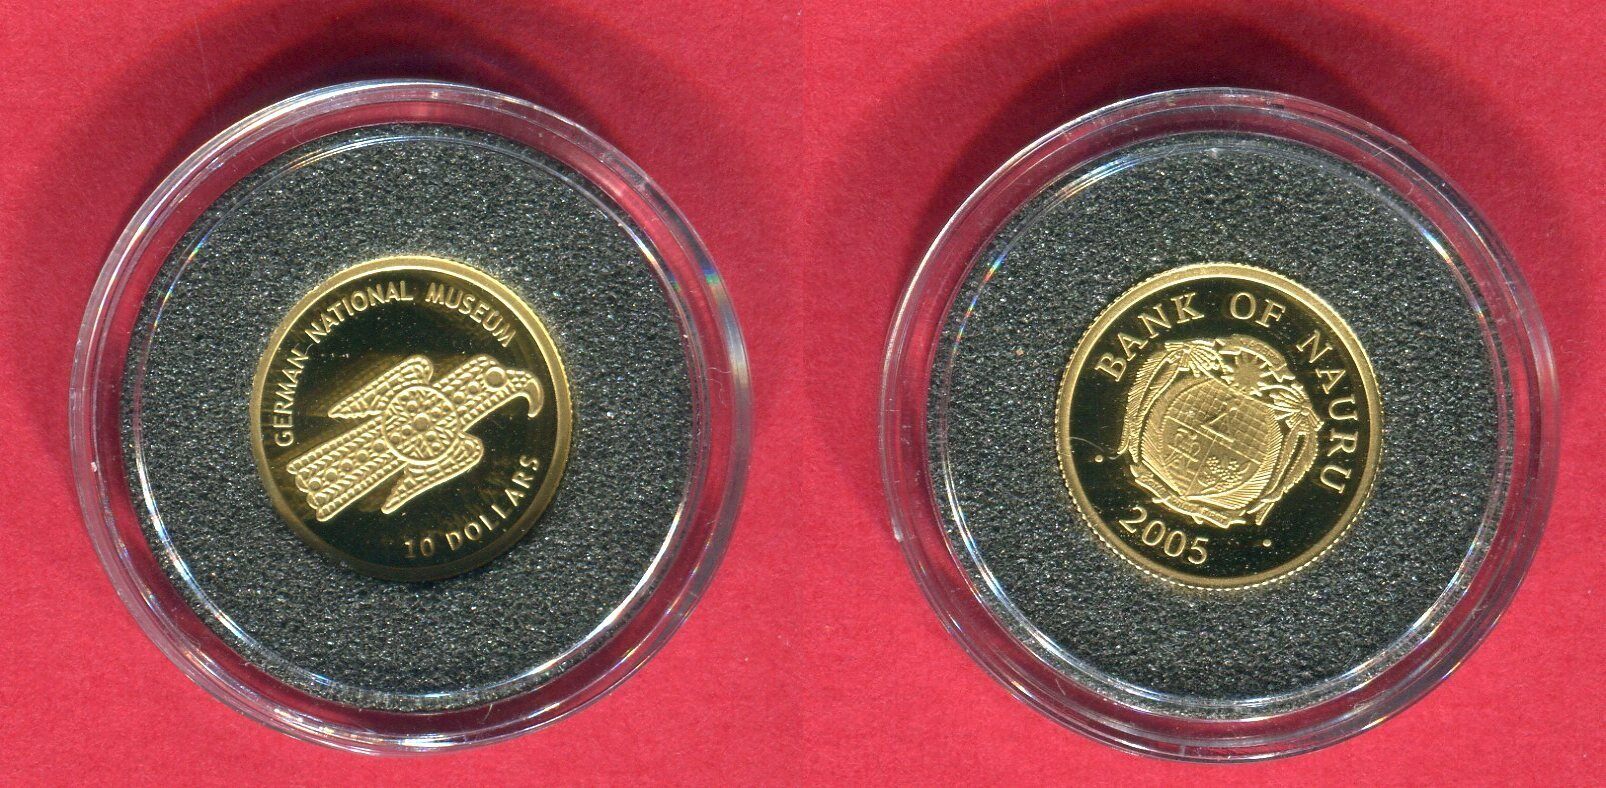 GERMAN NATIONAL MUSEUM
10 DOLLARS
BANK OF NAURU
2005